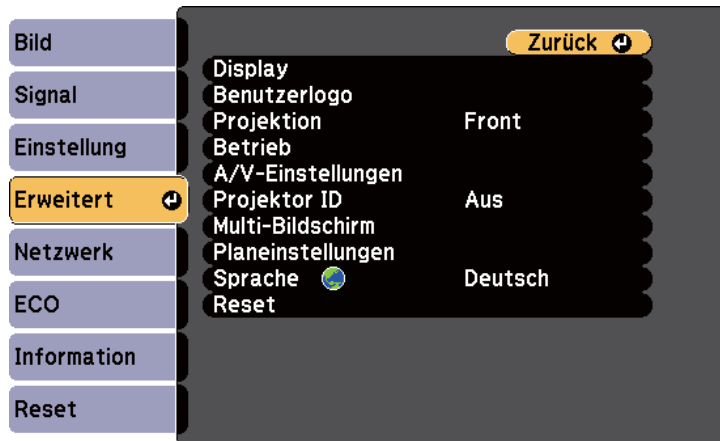 Bild
Signal
Einstellung
Erweitert
Netzwerk
ECO
Information
Reset
Zurück
Display
Benutzerlogo
Projektion Front
Betrieb
A/V-Einstellungen
Projektor ID Aus
Multi-Bildschirm
Planeinstellungen
Sprache Deutsch
Reset